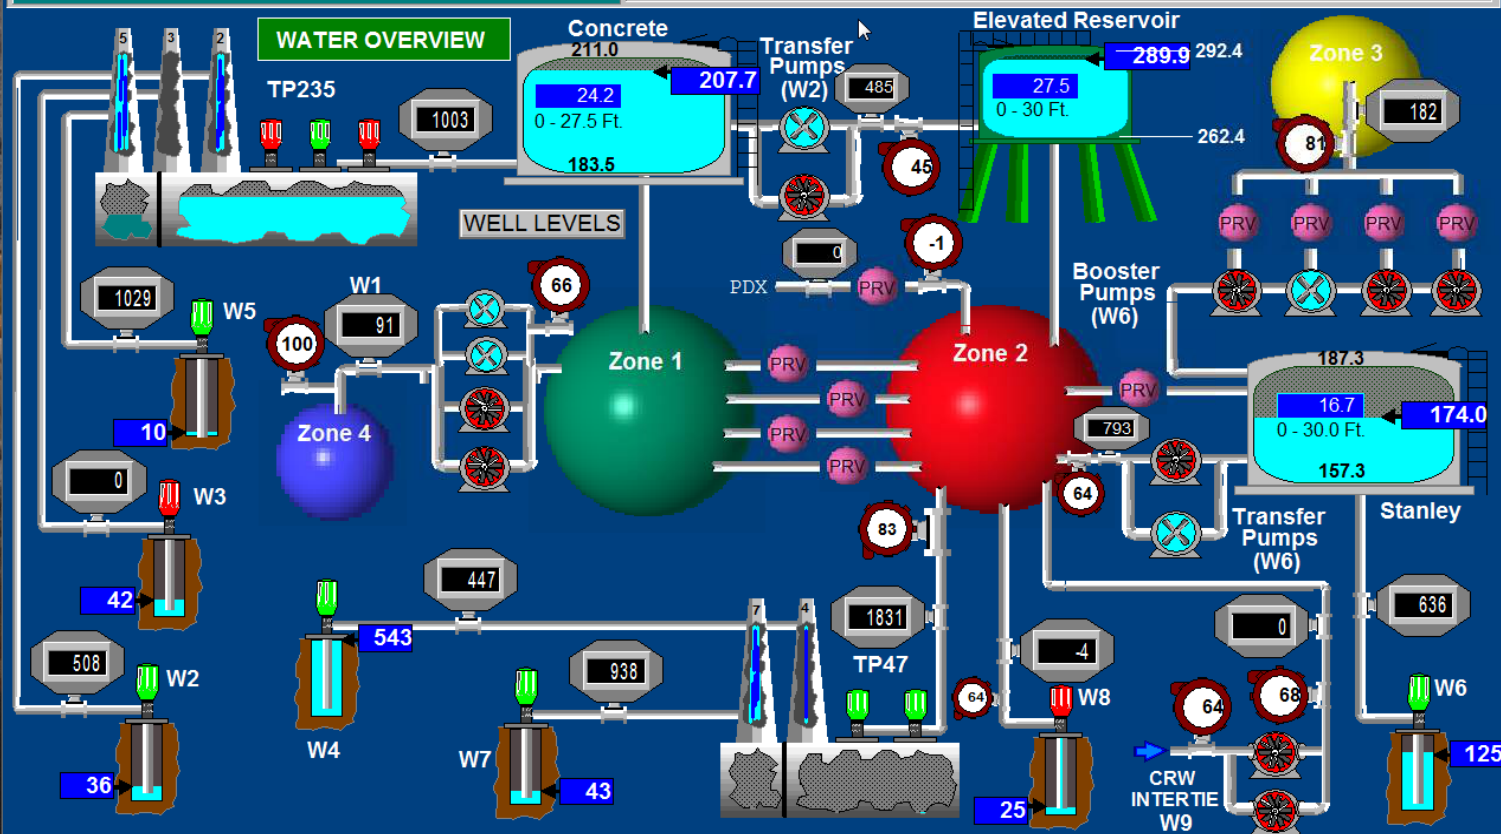 WATER OVERVIEW
Concrete
Elevated Reservoir
5
3
2
211.0
Transfer
Pumps
(W2)
289.9
292.4
Zone 3
TP235
207.7
485
24.2
0 - 27.5 Ft.
27.5
0 - 30 Ft.
1003
182
81
183.5
45
262.4
WELL LEVELS
PRV
PRV
PRV
PRV
0
-1
PDX
PRV
Booster
Pumps
(W6)
1029
W5
W1
66
91
100
Zone 1
Zone 2
PRV
PRV
PRV
PRV
PRV
187.3
16.7
0 - 30.0 Ft.
174.0
157.3
Zone 4
10
793
64
0
W3
83
Transfer
Pumps
(W6)
Stanley
42
447
543
W4
7
4
1831
TP47
0
636
508
W2
938
-4
64
W8
64
68
W6
W7
36
43
25
125
CRW
INTERTIE
W9